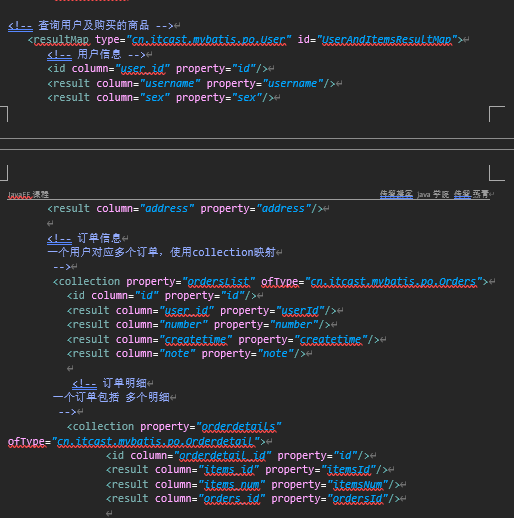 <!-- 查询用户及购买的商品 -->
<resultMap type="cn.itcast.mybatis.po.User" id="UserAndItemsResultMap">
<!-- 用户信息 -->
<id column="user_id" property="id"/>
<result column="username" property="username"/>
<result column="sex" property="sex"/>
JavaEE 课程
传智播客 java 学院 传智.燕青
<result column="address" property="address"/>
<!-- 订单信息
一个用户对应多个订单，使用collection映射
-->
<collection property="ordersList" ofType="cn.itcast.mybatis.po.Orders">
<id column="id" property="id"/>
<result column="user_id" property="userId"/>
<result column="number" property="number"/>
<result column="createtime" property="createtime"/>
<result column="note" property="note"/>
<!-- 订单明细
一个订单包括 多个明细
-->
<collection property="orderdetails"
ofType="cn.itcast.mybatis.po.Orderdetail">
<id column="orderdetail_id" property="id"/>
<result column="items_id" property="itemsId"/>
<result column="items_num" property="itemsNum"/>
<result column="orders_id" property="ordersId"/>